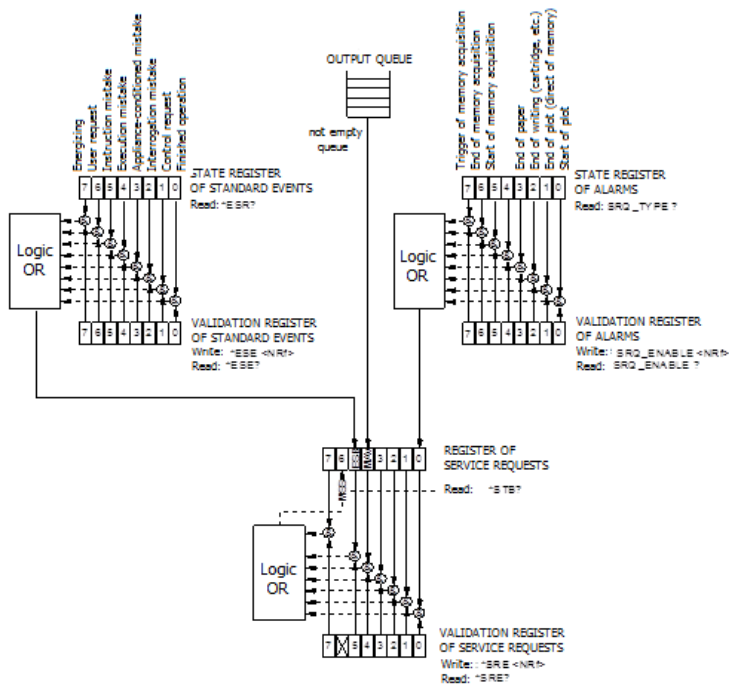 OUTPUT QUEUE
not empty
queue
Energizing
User request
Instruction mistake
Execution mistake
Appliance-conditioned mistake
Interrogation mistake
Control request
Finished operation
STATE REGISTER
OF STANDARD EVENTS
Read: *ESR?
7 6 5 4 3 2 1 0
Logic
OR
VALIDATION REGISTER
OF STANDARD EVENTS
Write: *ESE <NRf>
Read: *ESE?
7 6 5 4 3 2 1 0
Trigger of memory acquisition
End of memory acquisition
Start of memory acquisition
End of paper
End of writing (cartridge, etc.)
End of plot (direct of memory)
Start of plot
STATE REGISTER
OF ALARMS
Read: SRQ_TYPE ?
7 6 5 4 3 2 1 0
Logic
OR
VALIDATION REGISTER
OF ALARMS
Write: SRQ_ENABLE <NRf>
Read: SRQ_ENABLE ?
7 6 5 4 3 2 1 0
REGISTER OF
SERVICE REQUESTS
Read: *STB?
7 6 ESB MAV 3 2 1 0
MSS
Logic
OR
VALIDATION REGISTER
OF SERVICE REQUESTS
Write: *SRE <NRf>
Read: *SRE?
7 X 5 4 3 2 1 0